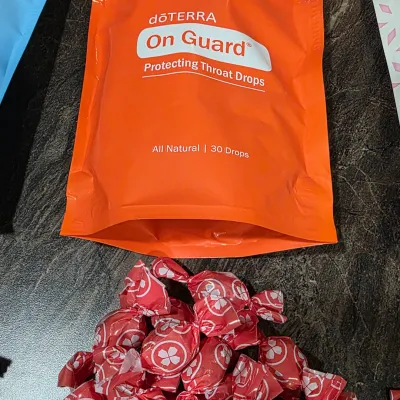 dōTERRA
On Guard®
Protecting Throat Drops
All Natural | 30 Drops